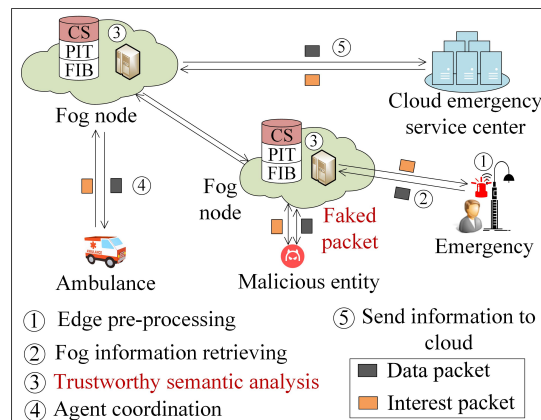 CS
PIT
FIB
③
⑤
Fog node
Cloud emergency
service center
CS
PIT
FIB
③
①
④
②
Fog
node
Faked
packet
Emergency
Ambulance
Malicious entity
① Edge pre-processing
② Fog information retrieving
③ Trustworthy semantic analysis
④ Agent coordination
⑤ Send information to
cloud
Data packet
Interest packet